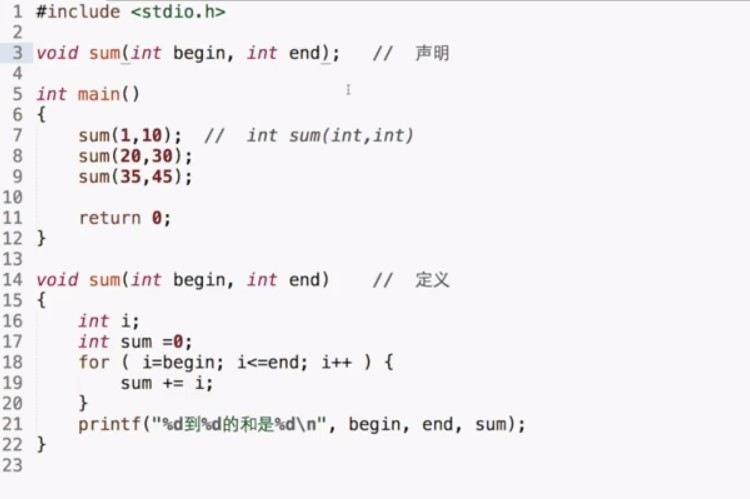 1 #include <stdio.h>
2
3 void sum(int begin, int end);   //  声明
4
5 int main()
6 {
7     sum(1,10);  //  int sum(int,int)
8     sum(20,30);
9     sum(35,45);
10
11     return 0;
12 }
13
14 void sum(int begin, int end)    //  定义
15 {
16     int i;
17     int sum =0;
18     for ( i=begin; i<=end; i++ ) {
19         sum += i;
20     }
21     printf("%d到%d的和是%d\n", begin, end, sum);
22 }
23